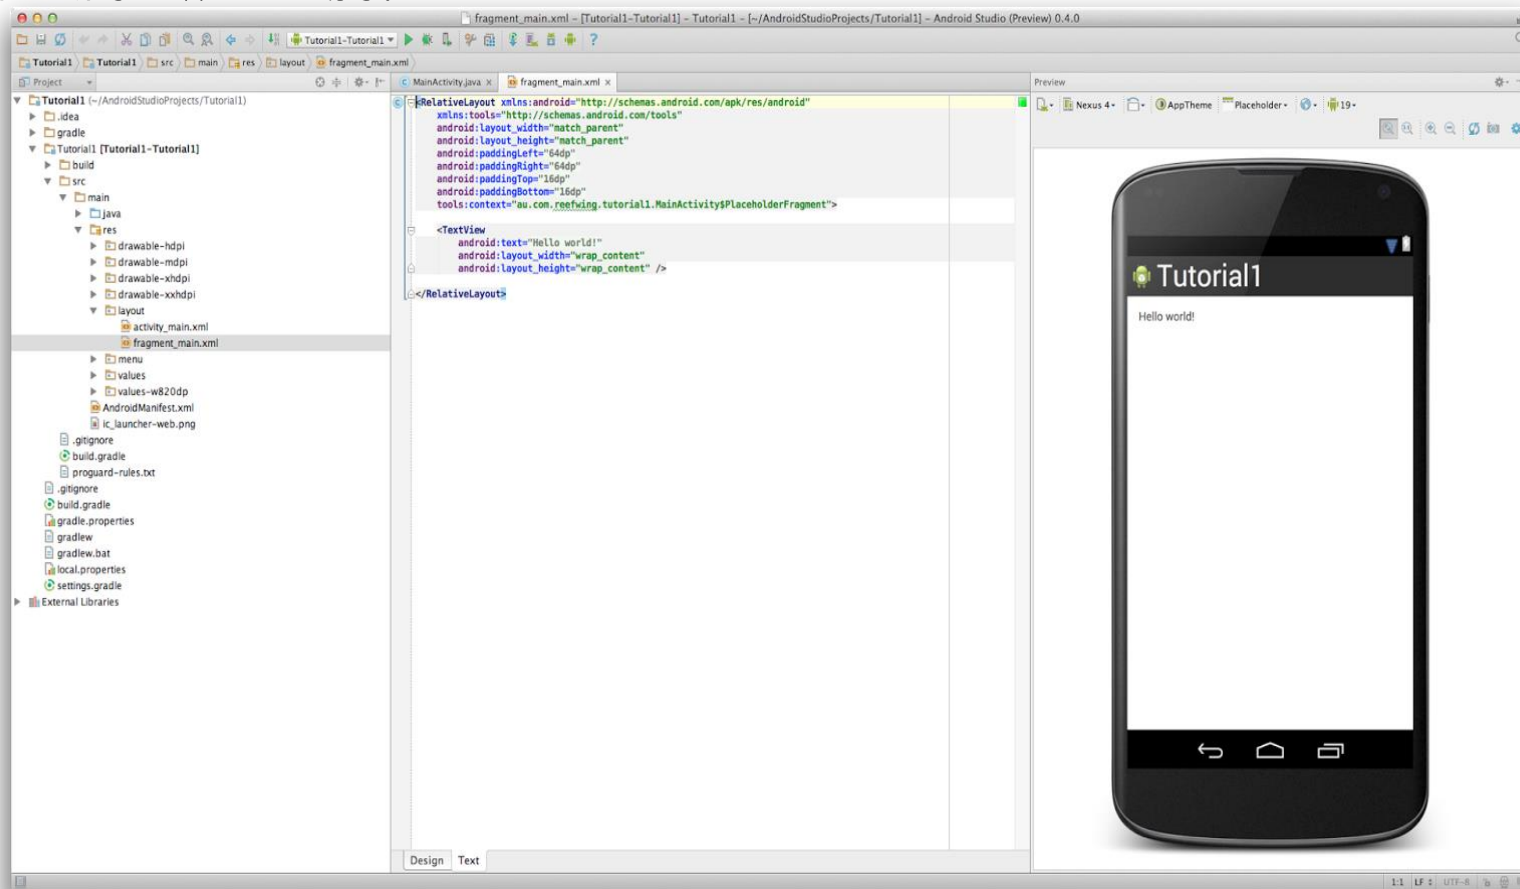 fragment_main.xml - [Tutorial1-Tutorial1] - Tutorial1 - [~/AndroidStudioProjects/Tutorial1] - Android Studio (Preview) 0.4.0
Tutorial1-Tutorial1
Tutorial1 Tutorial1 src main res layout fragment_main.xml
Project
Tutorial1 (~/AndroidStudioProjects/Tutorial1)
.idea
gradle
Tutorial1 [Tutorial1-Tutorial1]
build
src
main
java
res
drawable-hdpi
drawable-mdpi
drawable-xhdpi
drawable-xxhdpi
layout
activity_main.xml
fragment_main.xml
menu
values
values-w820dp
AndroidManifest.xml
ic_launcher-web.png
.gitignore
build.gradle
proguard-rules.txt
.gitignore
build.gradle
gradle.properties
gradlew
gradlew.bat
local.properties
settings.gradle
External Libraries
MainActivity.java fragment_main.xml
<RelativeLayout xmlns:android="http://schemas.android.com/apk/res/android"
xmlns:tools="http://schemas.android.com/tools"
android:layout_width="match_parent"
android:layout_height="match_parent"
android:paddingLeft="64dp"
android:paddingRight="64dp"
android:paddingTop="16dp"
android:paddingBottom="16dp"
tools:context="au.com.reefwing.tutorial1.MainActivity$PlaceholderFragment">
<TextView
android:text="Hello world!"
android:layout_width="wrap_content"
android:layout_height="wrap_content" />
</RelativeLayout>
Design Text
Preview
Nexus 4 AppTheme Placeholder 19
Tutorial1
Hello world!
1:1 LF UTF-8